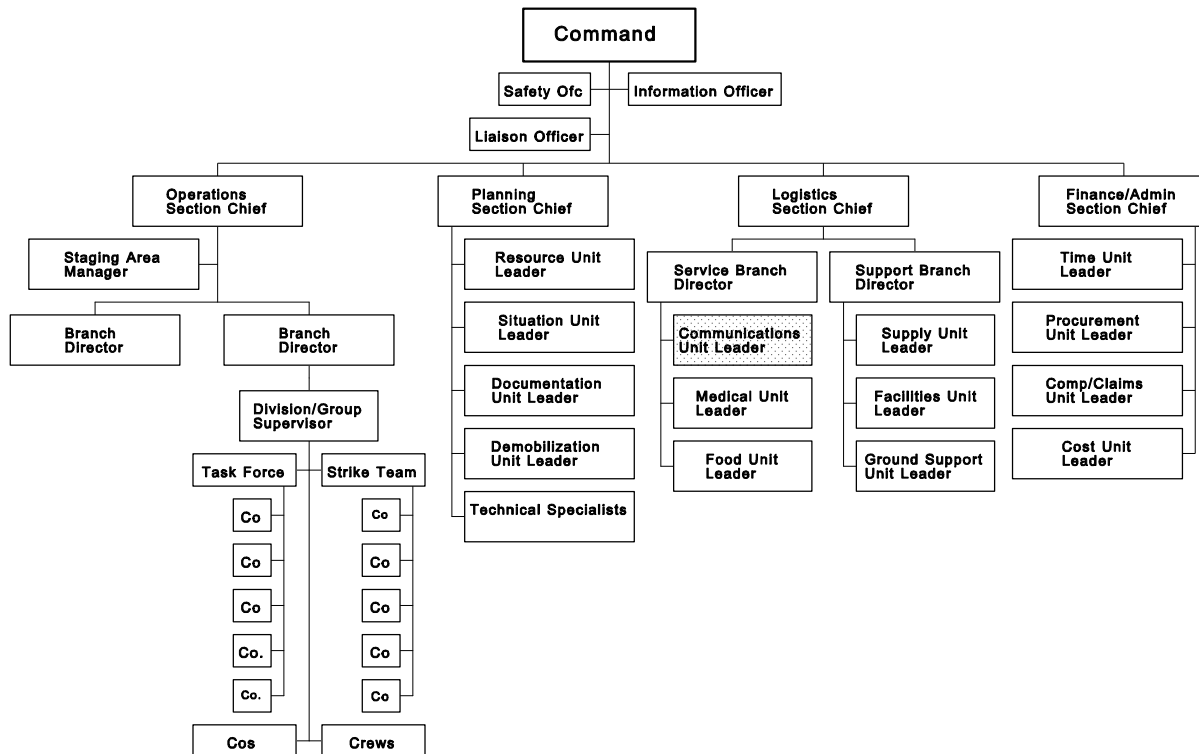 Command
Safety Ofc
Information Officer
Liaison Officer
Operations
Section Chief
Planning
Section Chief
Logistics
Section Chief
Finance/Admin
Section Chief
Staging Area
Manager
Branch
Director
Branch
Director
Division/Group
Supervisor
Task Force
Strike Team
Co
Co
Co
Co.
Co.
Co
Co
Co
Co
Co
Cos
Crews
Resource Unit
Leader
Situation Unit
Leader
Documentation
Unit Leader
Demobilization
Unit Leader
Technical Specialists
Service Branch
Director
Communications
Unit Leader
Medical Unit
Leader
Food Unit
Leader
Support Branch
Director
Supply Unit
Leader
Facilities Unit
Leader
Ground Support
Unit Leader
Time Unit
Leader
Procurement
Unit Leader
Comp/Claims
Unit Leader
Cost Unit
Leader